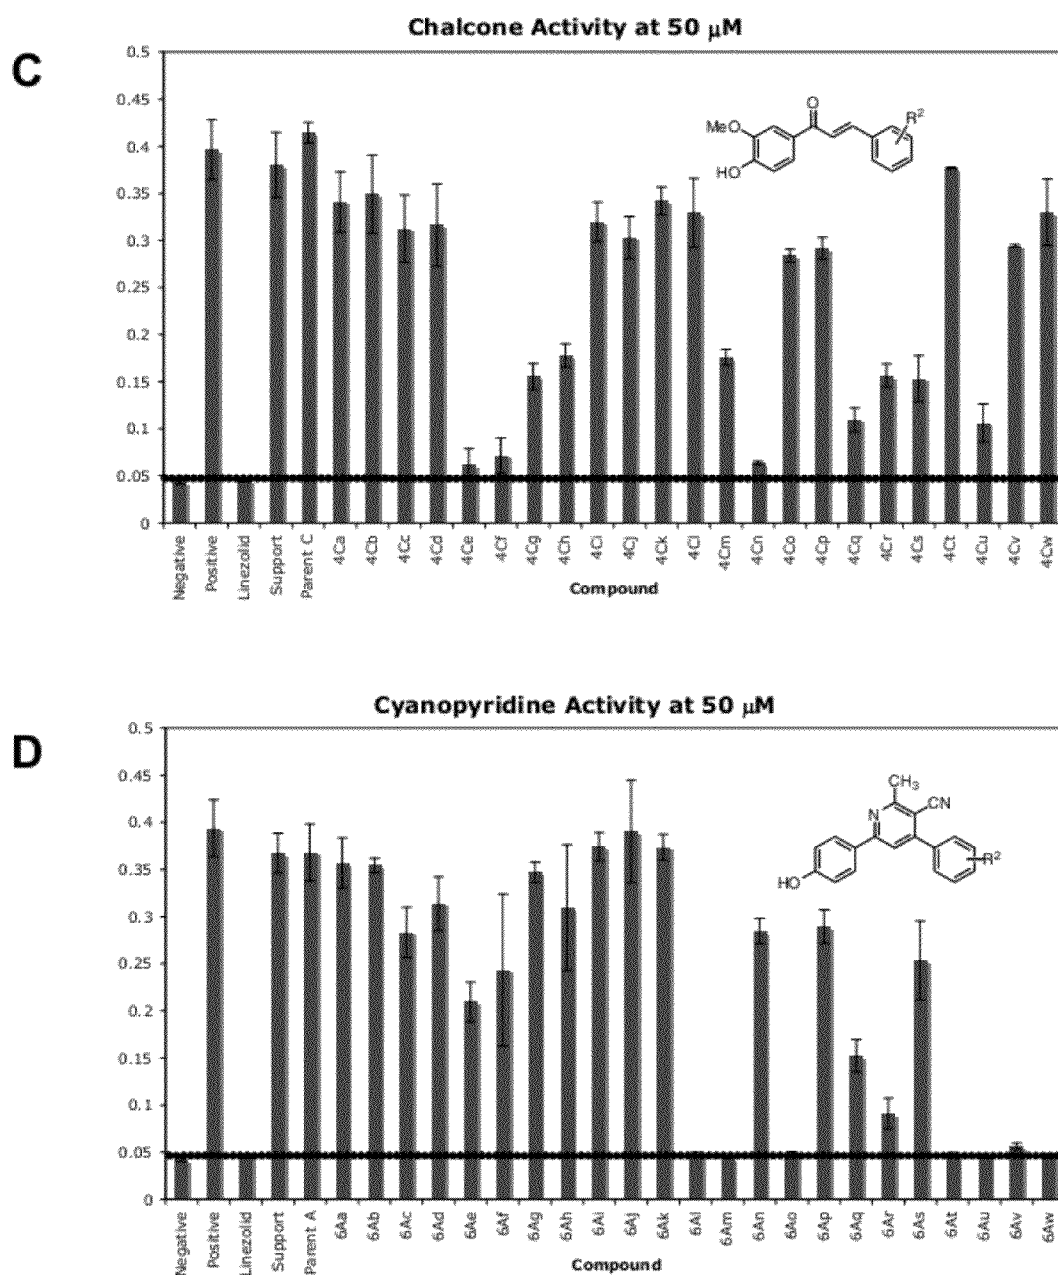 C
Chalcone Activity at 50 μM
0.5
0.45
0.4
0.35
0.3
0.25
0.2
0.15
0.1
0.05
0
O
MeO
HO
R²
Negative
Positive
Linezolid
Support
Parent C
4Ca
4Cb
4Cc
4Cd
4Ce
4Cf
4Cg
4Ch
4Ci
4Cj
4Ck
4Cl
4Cm
4Cn
4Co
4Cp
4Cq
4Cr
4Cs
4Ct
4Cu
4Cv
4Cw
Compound
D
Cyanopyridine Activity at 50 μM
0.5
0.45
0.4
0.35
0.3
0.25
0.2
0.15
0.1
0.05
0
CH₃
N
CN
R²
HO
Negative
Positive
Linezolid
Support
Parent A
6Aa
6Ab
6Ac
6Ad
6Ae
6Af
6Ag
6Ah
6Ai
6Aj
6Ak
6Al
6Am
6An
6Ao
6Ap
6Aq
6Ar
6As
6At
6Au
6Av
6Aw
Compound